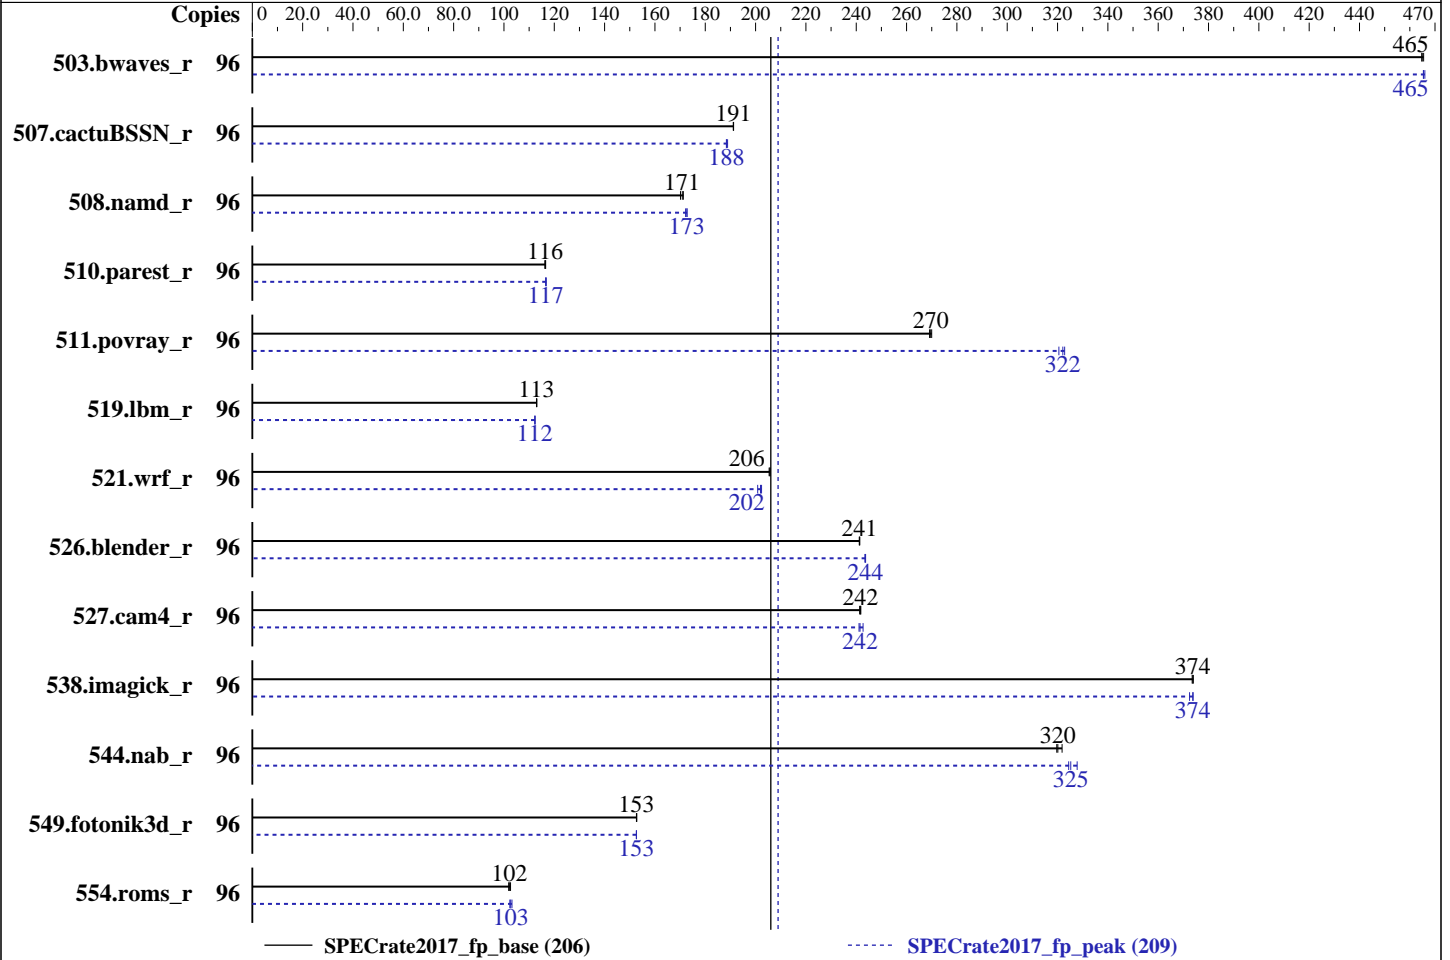 Copies 0 20.0 40.0 60.0 80.0 100 120 140 160 180 200 220 240 260 280 300 320 340 360 380 400 420 440 470
503.bwaves_r 96 465
465
507.cactuBSSN_r 96 191
188
508.namd_r 96 171
173
510.parest_r 96 116
117
511.povray_r 96 270
322
519.lbm_r 96 113
112
521.wrf_r 96 206
202
526.blender_r 96 241
244
527.cam4_r 96 242
242
538.imagick_r 96 374
374
544.nab_r 96 320
325
549.fotonik3d_r 96 153
153
554.roms_r 96 102
103
SPECrate2017_fp_base (206) SPECrate2017_fp_peak (209)